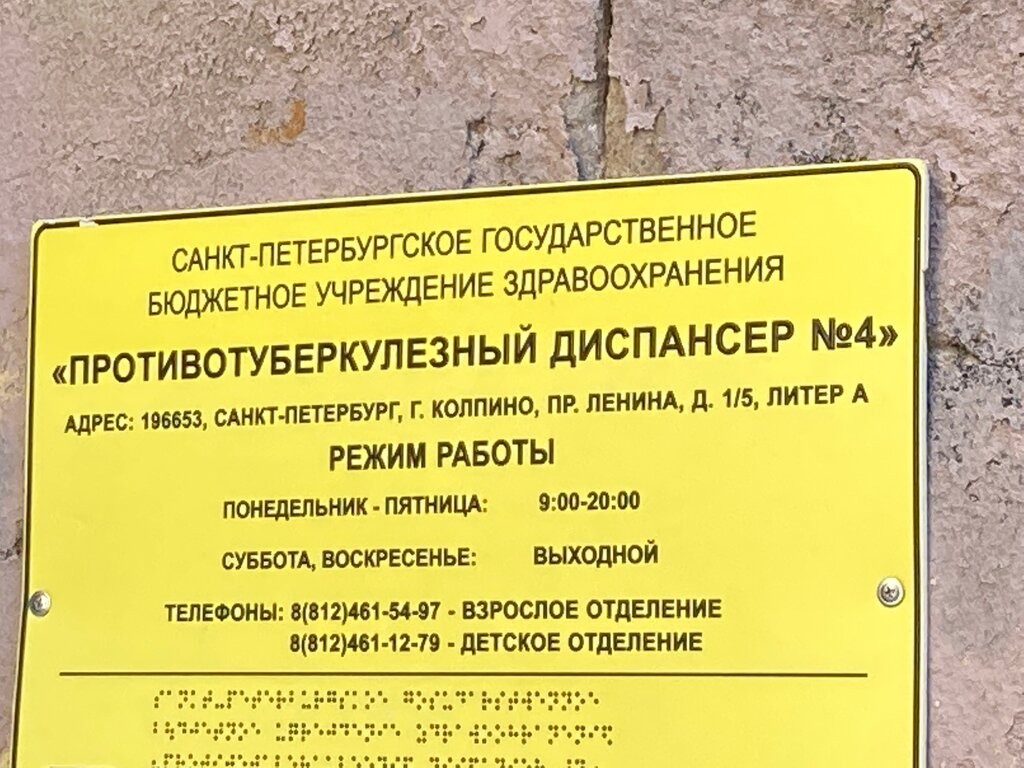 САНКТ-ПЕТЕРБУРГСКОЕ ГОСУДАРСТВЕННОЕ
БЮДЖЕТНОЕ УЧРЕЖДЕНИЕ ЗДРАВООХРАНЕНИЯ
«ПРОТИВОТУБЕРКУЛЕЗНЫЙ ДИСПАНСЕР №4»
АДРЕС: 196653, САНКТ-ПЕТЕРБУРГ, Г. КОЛПИНО, ПР. ЛЕНИНА, Д. 1/5, ЛИТЕР А
РЕЖИМ РАБОТЫ
ПОНЕДЕЛЬНИК - ПЯТНИЦА: 9:00-20:00
СУББОТА, ВОСКРЕСЕНЬЕ: ВЫХОДНОЙ
ТЕЛЕФОНЫ: 8(812)461-54-97 - ВЗРОСЛОЕ ОТДЕЛЕНИЕ
8(812)461-12-79 - ДЕТСКОЕ ОТДЕЛЕНИЕ